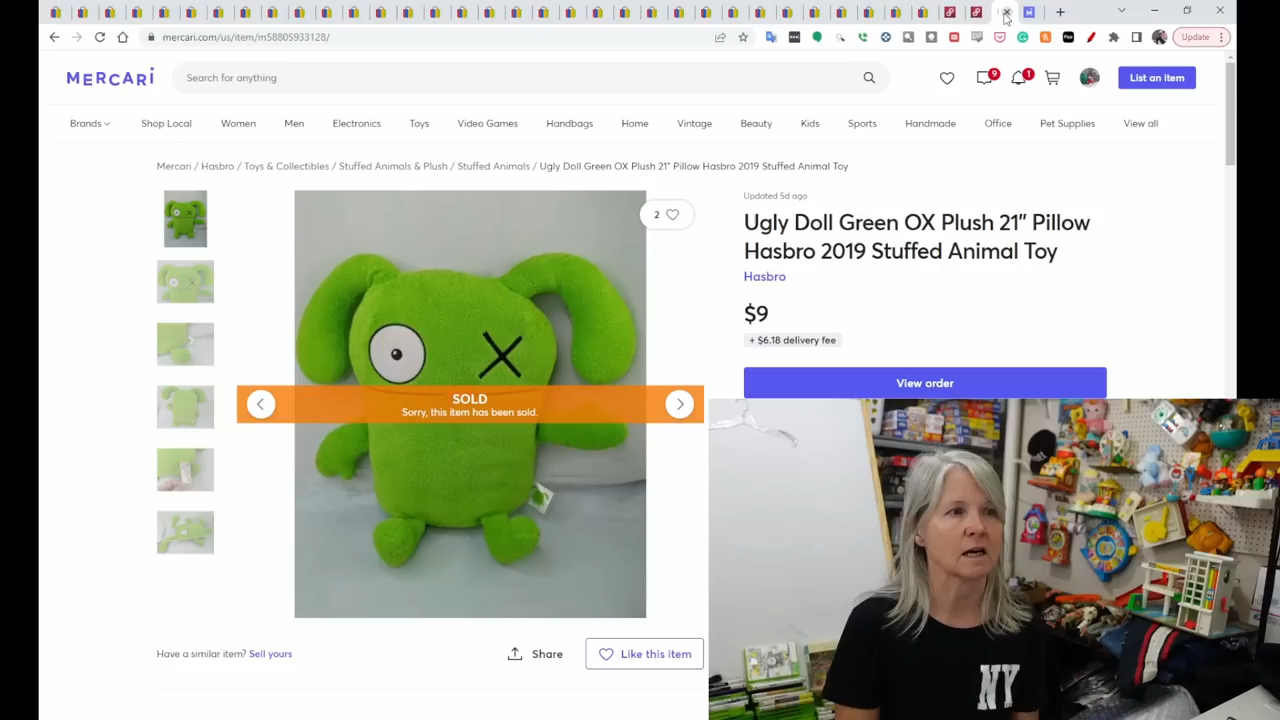 mercari.com/us/item/m58805933128/
Update
MERCARI
Search for anything
9
1
List an item
Brands
Shop Local
Women
Men
Electronics
Toys
Video Games
Handbags
Home
Vintage
Beauty
Kids
Sports
Handmade
Office
Pet Supplies
View all
Mercari / Hasbro / Toys & Collectibles / Stuffed Animals & Plush / Stuffed Animals / Ugly Doll Green OX Plush 21" Pillow Hasbro 2019 Stuffed Animal Toy
2
SOLD
Sorry, this item has been sold.
Updated 5d ago
Ugly Doll Green OX Plush 21" Pillow
Hasbro 2019 Stuffed Animal Toy
Hasbro
$9
+ $6.18 delivery fee
View order
Have a similar item? Sell yours
Share
Like this item
NY